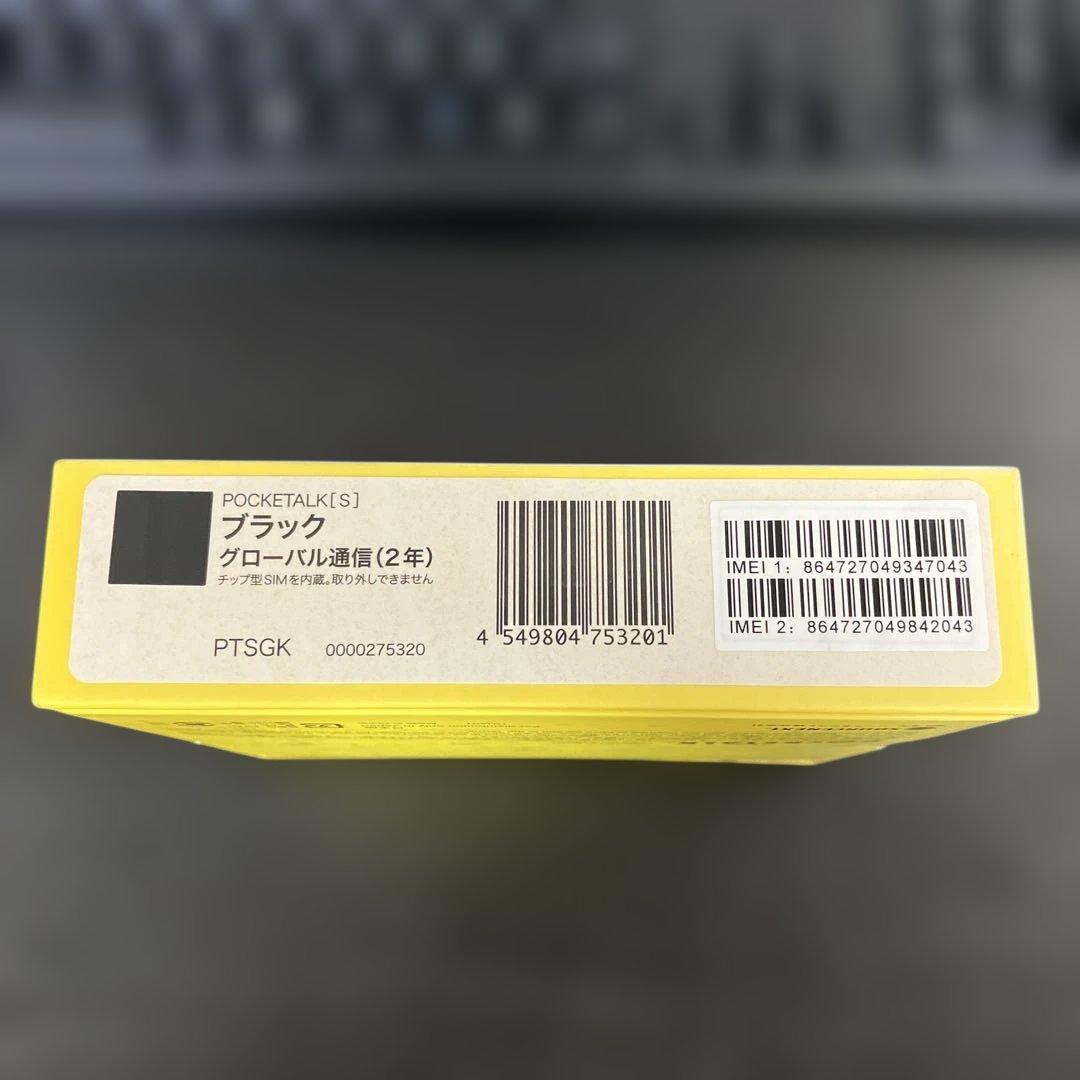 POCKETALK[S]
ブラック
グローバル通信(2年)
チップ型SIMを内蔵。取り外しできません
PTSGK 0000275320
4 549804 753201
IMEI 1: 864727049347043
IMEI 2: 864727049842043